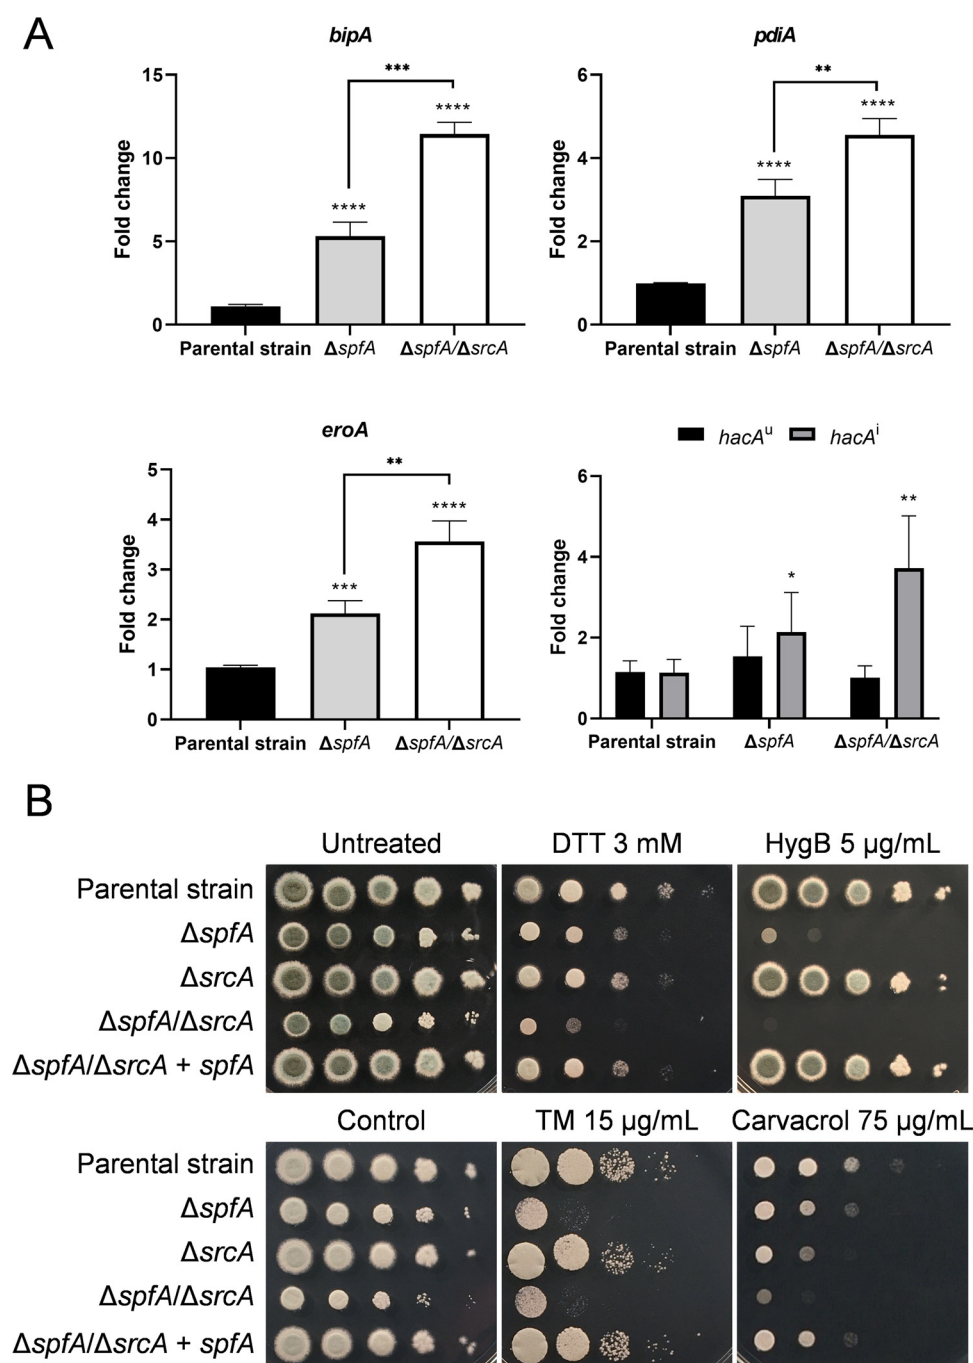 A
bipA
pdiA
***
**
****
****
****
****
15
10
5
0
6
4
2
0
Fold change
Fold change
Parental strain ΔspfA ΔspfA/ΔsrcA
Parental strain ΔspfA ΔspfA/ΔsrcA
eroA
hacAᵘ hacAⁱ
**
****
***
**
*
5
4
3
2
1
0
6
4
2
0
Fold change
Fold change
Parental strain ΔspfA ΔspfA/ΔsrcA
Parental strain ΔspfA ΔspfA/ΔsrcA
B
Untreated DTT 3 mM HygB 5 µg/mL
Parental strain
ΔspfA
ΔsrcA
ΔspfA/ΔsrcA
ΔspfA/ΔsrcA + spfA
Control TM 15 µg/mL Carvacrol 75 µg/mL
Parental strain
ΔspfA
ΔsrcA
ΔspfA/ΔsrcA
ΔspfA/ΔsrcA + spfA